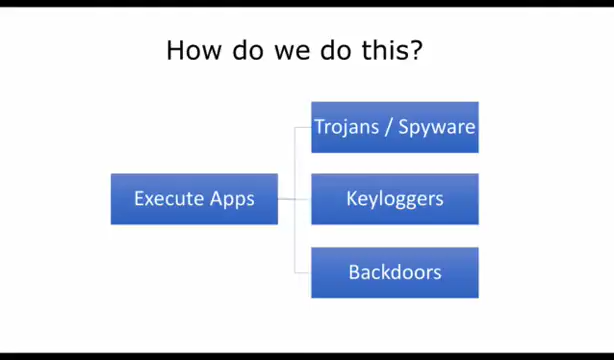 How do we do this?
Trojans / Spyware
Execute Apps
Keyloggers
Backdoors